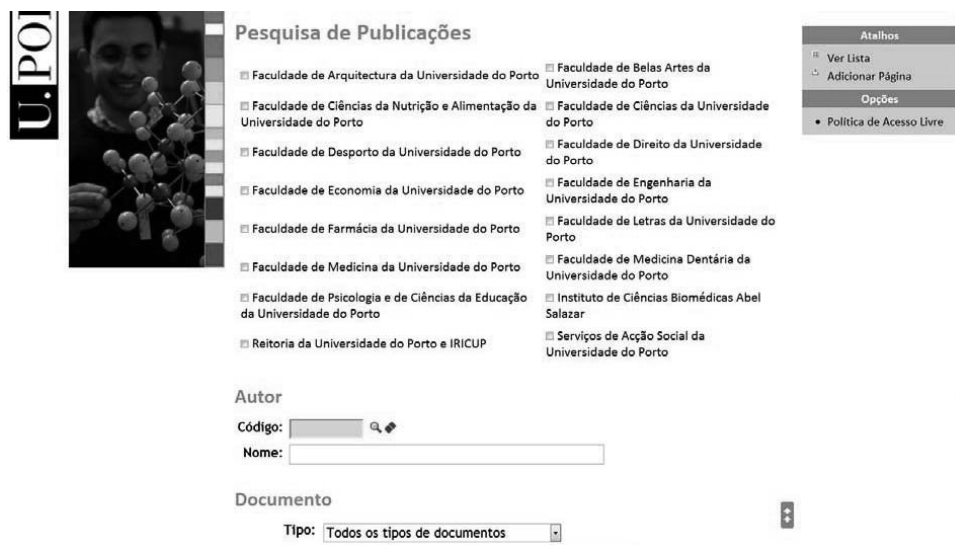 U.POR
Pesquisa de Publicações
Faculdade de Arquitectura da Universidade do Porto
Faculdade de Belas Artes da
Universidade do Porto
Faculdade de Ciências da Nutrição e Alimentação da
Universidade do Porto
Faculdade de Ciências da Universidade
do Porto
Faculdade de Desporto da Universidade do Porto
Faculdade de Direito da Universidade
do Porto
Faculdade de Economia da Universidade do Porto
Faculdade de Engenharia da
Universidade do Porto
Faculdade de Farmácia da Universidade do Porto
Faculdade de Letras da Universidade do
Porto
Faculdade de Medicina da Universidade do Porto
Faculdade de Medicina Dentária da
Universidade do Porto
Faculdade de Psicologia e de Ciências da Educação
da Universidade do Porto
Instituto de Ciências Biomédicas Abel
Salazar
Reitoria da Universidade do Porto e IRICUP
Serviços de Acção Social da
Universidade do Porto
Autor
Código:
Nome:
Documento
Tipo: Todos os tipos de documentos
Atalhos
Ver Lista
Adicionar Página
Opções
Política de Acesso Livre